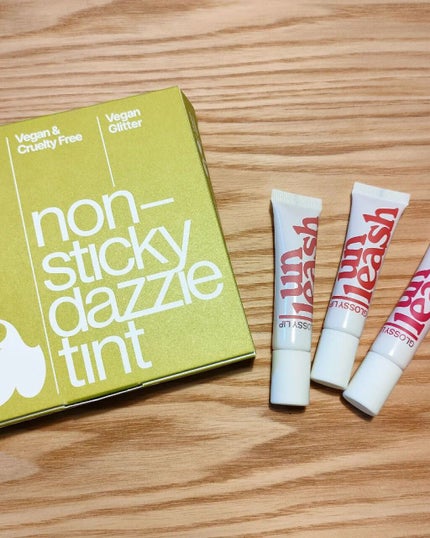 Vegan &
Cruelty Free
Vegan
Glitter
non-
sticky
dazzle
tint
un
leash
GLOSSY LIP
un
leash
GLOSSY LIP
un
leash
GLOSSY LIP